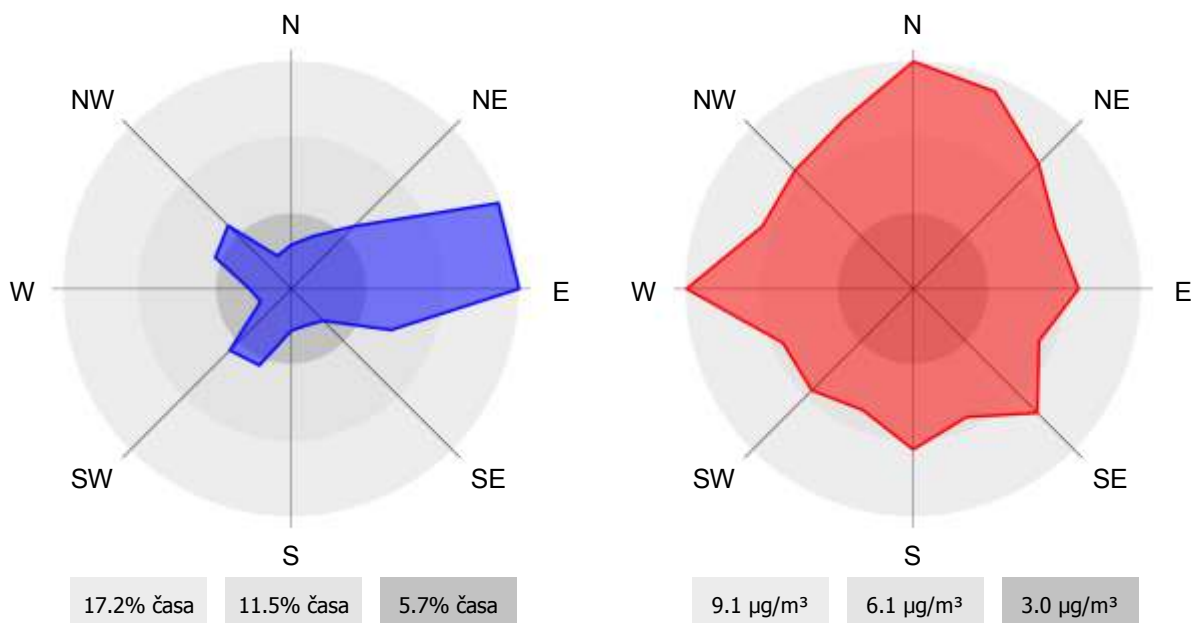 N
NW
NE
W
E
SW
SE
S
17.2% časa
11.5% časa
5.7% časa
N
NW
NE
W
E
SW
SE
S
9.1 µg/m³
6.1 µg/m³
3.0 µg/m³